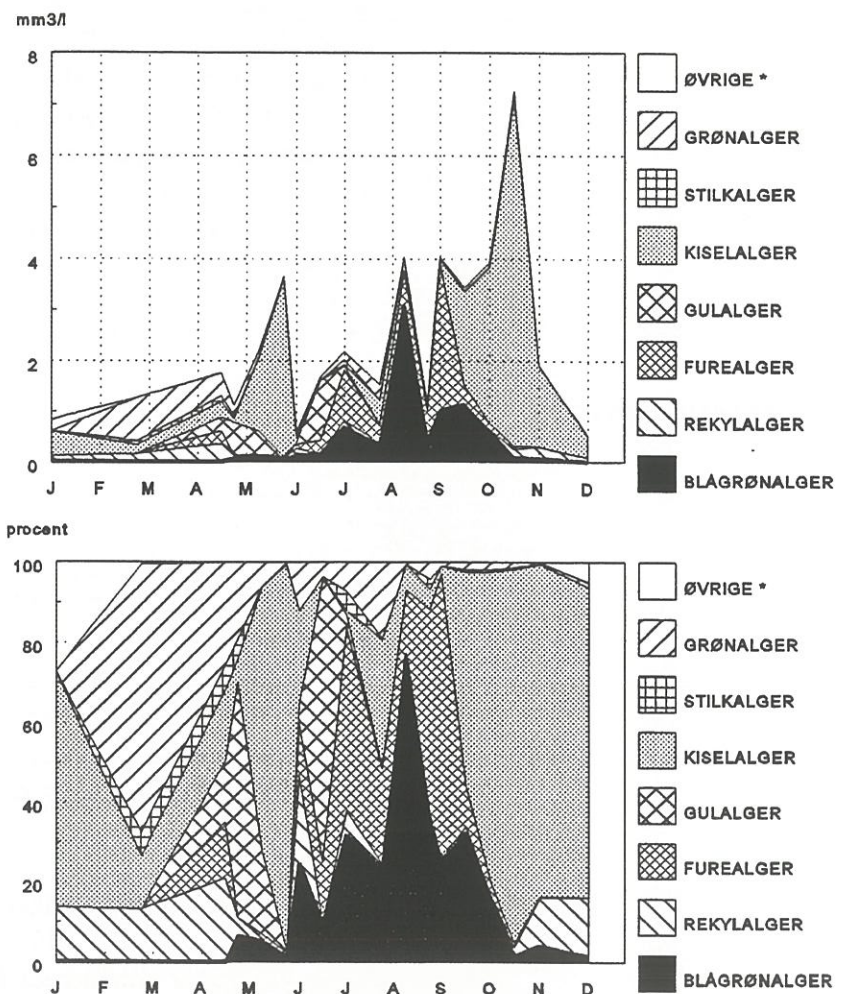 mm3/l
8
6
4
2
0
J F M A M J J A S O N D
ØVRIGE *
GRØNALGER
STILKALGER
KISELALGER
GULALGER
FUREALGER
REKYLALGER
BLÅGRØNALGER
procent
100
80
60
40
20
0
J F M A M J J A S O N D
ØVRIGE *
GRØNALGER
STILKALGER
KISELALGER
GULALGER
FUREALGER
REKYLALGER
BLÅGRØNALGER